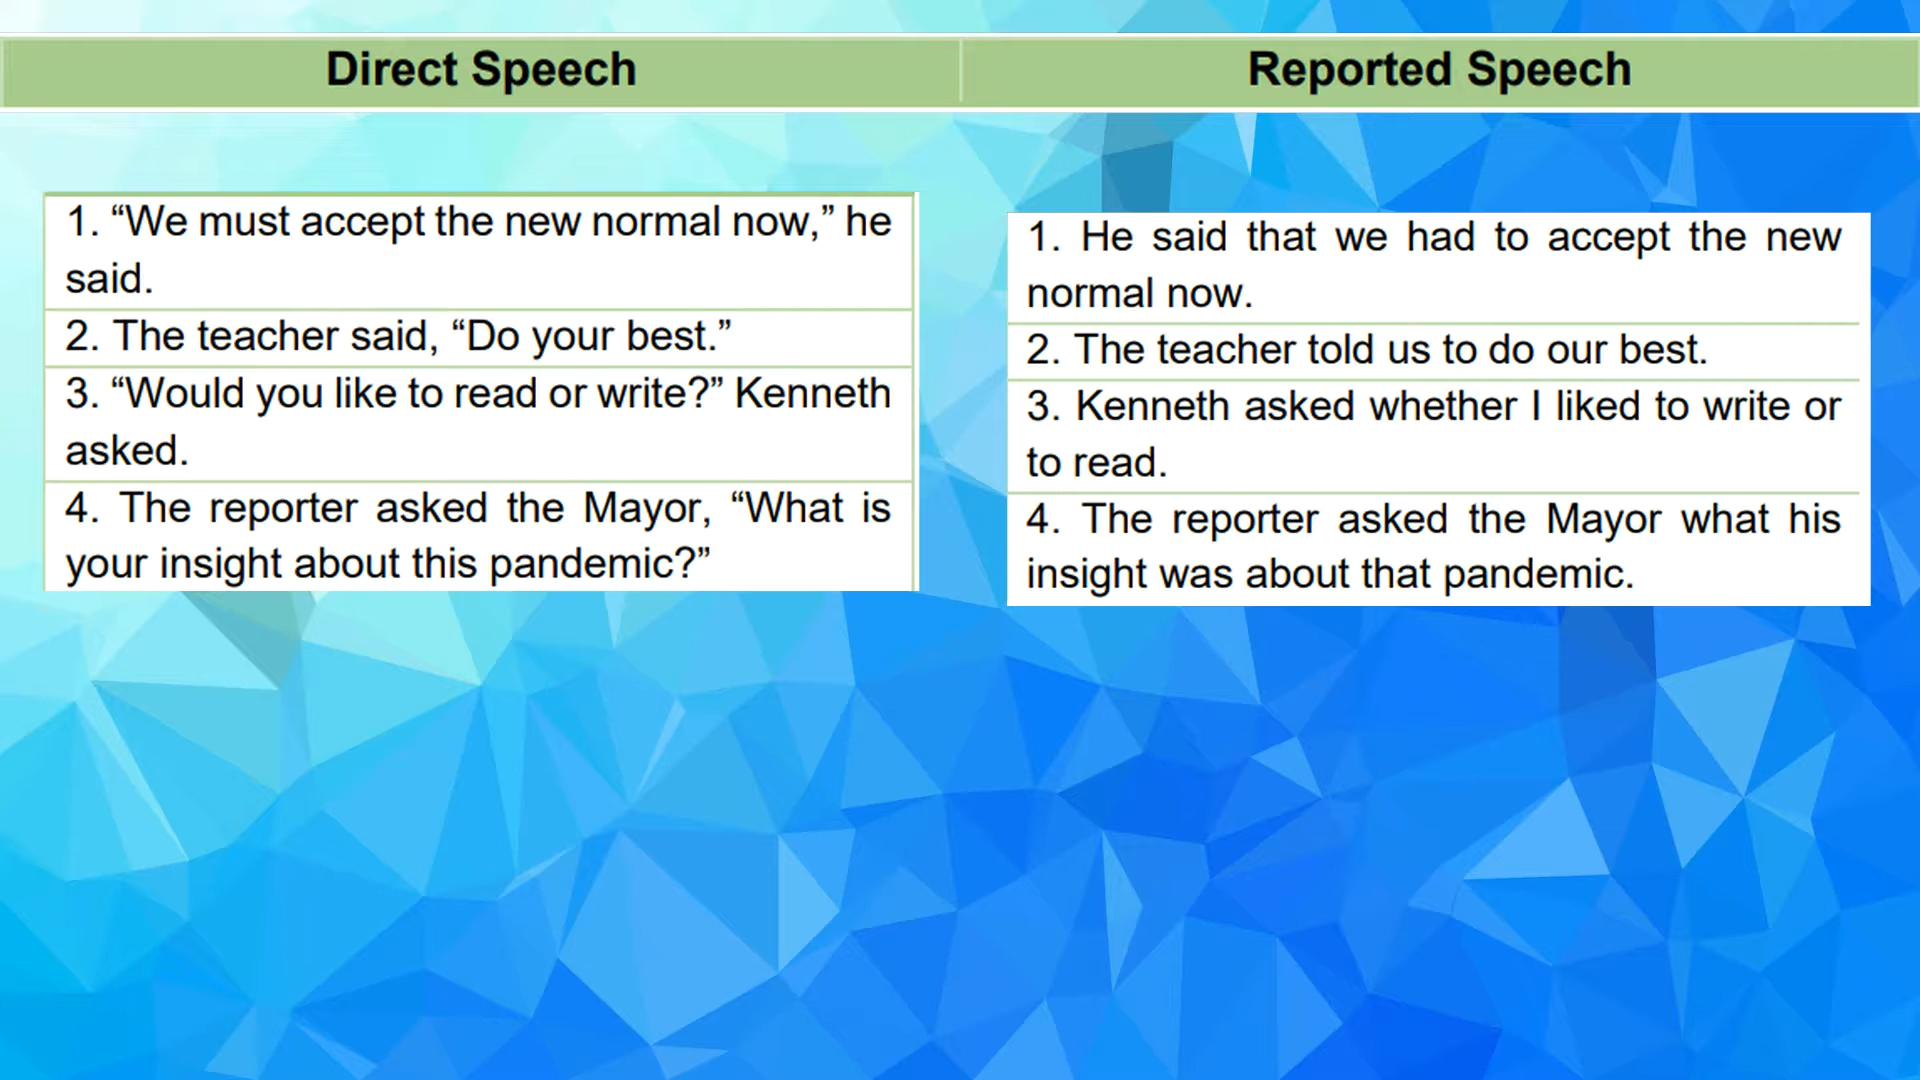 Direct Speech
Reported Speech
1. “We must accept the new normal now,” he
said.
2. The teacher said, “Do your best.”
3. “Would you like to read or write?” Kenneth
asked.
4. The reporter asked the Mayor, “What is
your insight about this pandemic?”
1. He said that we had to accept the new
normal now.
2. The teacher told us to do our best.
3. Kenneth asked whether I liked to write or
to read.
4. The reporter asked the Mayor what his
insight was about that pandemic.